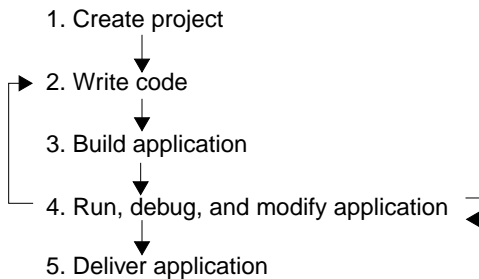 1. Create project
2. Write code
3. Build application
4. Run, debug, and modify application
5. Deliver application